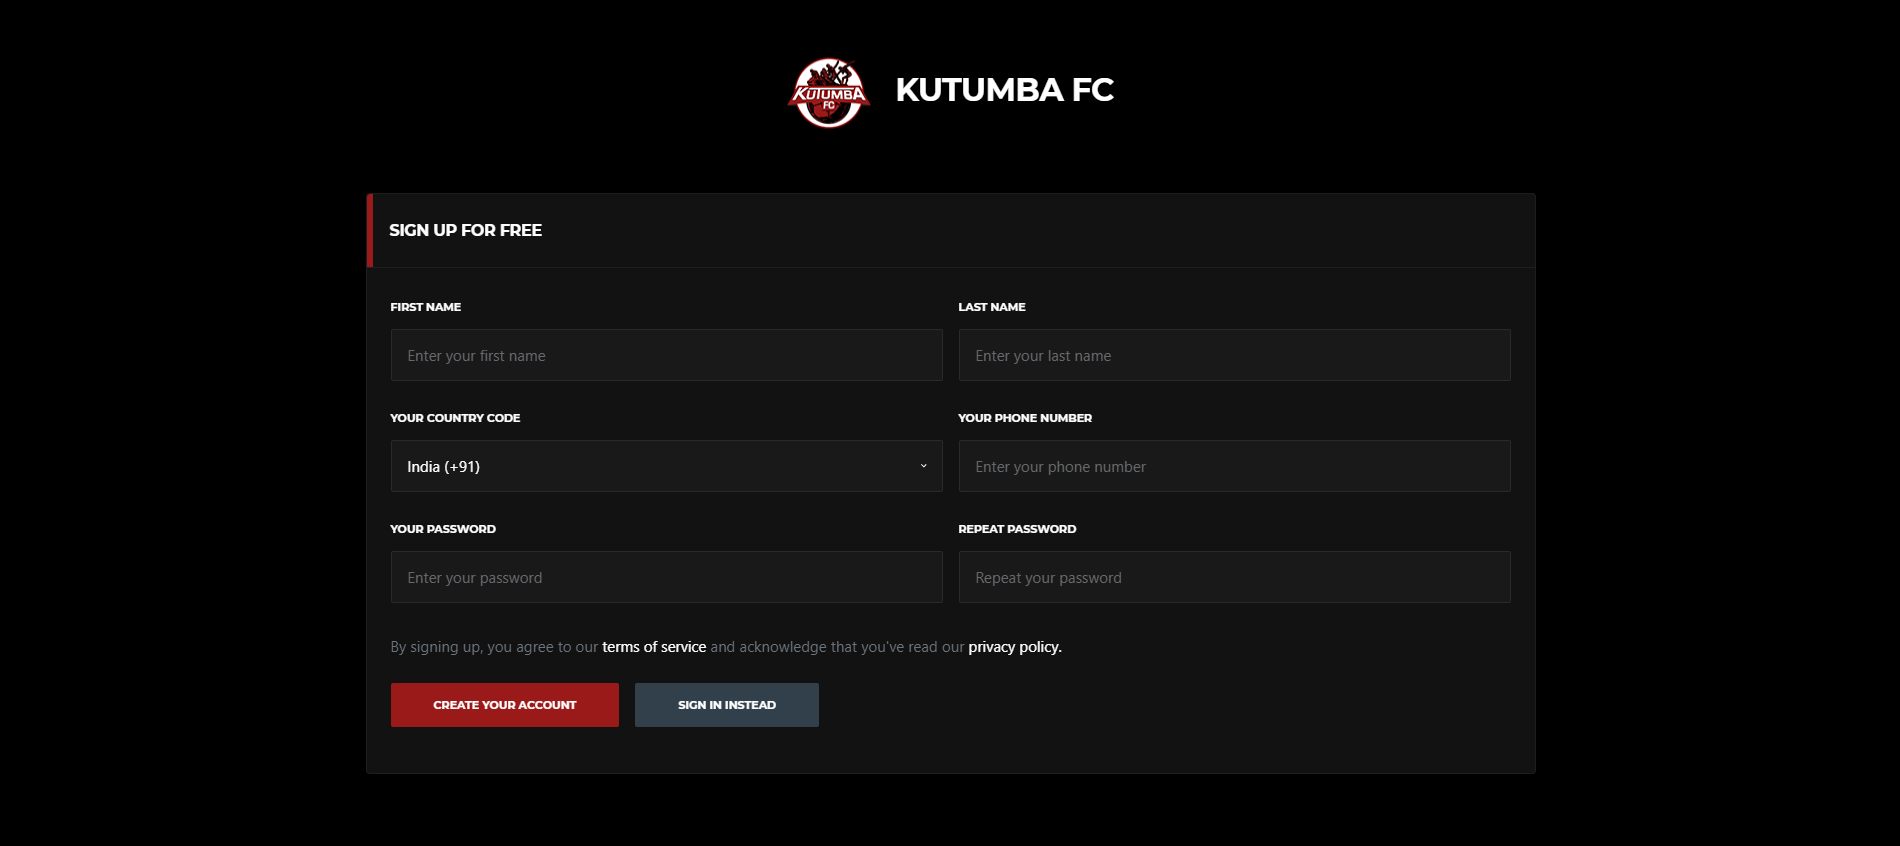 KUTUMBA
FC
KUTUMBA FC
SIGN UP FOR FREE
FIRST NAME
LAST NAME
Enter your first name
Enter your last name
YOUR COUNTRY CODE
YOUR PHONE NUMBER
India (+91)
Enter your phone number
YOUR PASSWORD
REPEAT PASSWORD
Enter your password
Repeat your password
By signing up, you agree to our terms of service and acknowledge that you've read our privacy policy.
CREATE YOUR ACCOUNT
SIGN IN INSTEAD